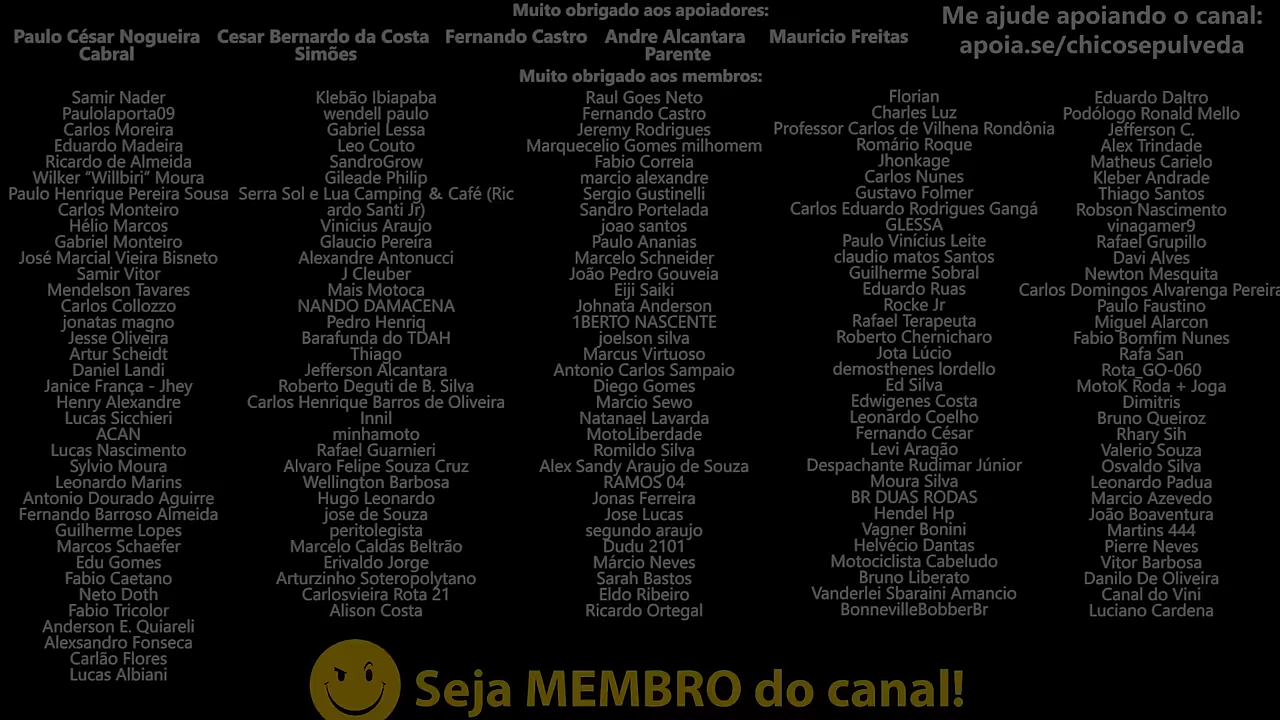 Muito obrigado aos apoiadores:
Me ajude apoiando o canal:
apoia.se/chicosepulveda
Paulo César Nogueira
Cabral
Cesar Bernardo da Costa
Simões
Fernando Castro
Andre Alcantara
Parente
Mauricio Freitas
Muito obrigado aos membros:
Samir Nader
Paulolaporta09
Carlos Moreira
Eduardo Madeira
Ricardo de Almeida
Wilker “Willbiri” Moura
Paulo Henrique Pereira Sousa
Carlos Monteiro
Hélio Marcos
Gabriel Monteiro
José Marcial Vieira Bisneto
Samir Vitor
Mendelson Tavares
Carlos Collozzo
jonatas magno
Jesse Oliveira
Artur Scheidt
Daniel Landi
Janice França - Jhey
Henry Alexandre
Lucas Sicchieri
ACAN
Lucas Nascimento
Sylvio Moura
Leonardo Marins
Antonio Dourado Aguirre
Fernando Barroso Almeida
Guilherme Lopes
Marcos Schaefer
Edu Gomes
Fabio Caetano
Neto Doth
Fabio Tricolor
Anderson E. Quiareli
Alexsandro Fonseca
Carlão Flores
Lucas Albiani
Klebão Ibiapaba
wendell paulo
Gabriel Lessa
Leo Couto
SandroGrow
Gileade Philip
Serra Sol e Lua Camping & Café (Ric
ardo Santi Jr)
Vinicius Araujo
Glaucio Pereira
Alexandre Antonucci
J Cleuber
Mais Motoca
NANDO DAMACENA
Pedro Henriq
Barafunda do TDAH
Thiago
Jefferson Alcantara
Roberto Deguti de B. Silva
Carlos Henrique Barros de Oliveira
Innil
minhamoto
Rafael Guarnieri
Alvaro Felipe Souza Cruz
Wellington Barbosa
Hugo Leonardo
jose de Souza
peritolegista
Marcelo Caldas Beltrão
Erivaldo Jorge
Arturzinho Soteropolytano
Carlosvieira Rota 21
Alison Costa
Raul Goes Neto
Fernando Castro
Jeremy Rodrigues
Marquecelio Gomes milhomem
Fabio Correia
marcio alexandre
Sergio Gustinelli
Sandro Portelada
joao santos
Paulo Ananias
Marcelo Schneider
João Pedro Gouveia
Eiji Saiki
Johnata Anderson
1BERTO NASCENTE
joelson silva
Marcus Virtuoso
Antonio Carlos Sampaio
Diego Gomes
Marcio Sewo
Natanael Lavarda
MotoLiberdade
Romildo Silva
Alex Sandy Araujo de Souza
RAMOS 04
Jonas Ferreira
Jose Lucas
segundo araujo
Dudu 2101
Márcio Neves
Sarah Bastos
Eldo Ribeiro
Ricardo Ortegal
Florian
Charles Luz
Professor Carlos de Vilhena Rondônia
Romário Roque
Jhonkage
Carlos Nunes
Gustavo Folmer
Carlos Eduardo Rodrigues Gangá
GLESSA
Paulo Vinícius Leite
claudio matos Santos
Guilherme Sobral
Eduardo Ruas
Rocke Jr
Rafael Terapeuta
Roberto Chernicharo
Jota Lúcio
demosthenes lordello
Ed Silva
Edwigenes Costa
Leonardo Coelho
Fernando César
Levi Aragão
Despachante Rudimar Júnior
Moura Silva
BR DUAS RODAS
Hendel Hp
Vagner Bonini
Helvécio Dantas
Motociclista Cabeludo
Bruno Liberato
Vanderlei Sbaraini Amancio
BonnevilleBobberBr
Eduardo Daltro
Podólogo Ronald Mello
Jefferson C.
Alex Trindade
Matheus Carielo
Kleber Andrade
Thiago Santos
Robson Nascimento
vinagamer9
Rafael Grupillo
Davi Alves
Newton Mesquita
Carlos Domingos Alvarenga Pereira
Paulo Faustino
Miguel Alarcon
Fabio Bomfim Nunes
Rafa San
Rota_GO-060
MotoK Roda + Joga
Dimitris
Bruno Queiroz
Rhary Sih
Valerio Souza
Osvaldo Silva
Leonardo Padua
Marcio Azevedo
João Boaventura
Martins 444
Pierre Neves
Vitor Barbosa
Danilo De Oliveira
Canal do Vini
Luciano Cardena
Seja MEMBRO do canal!